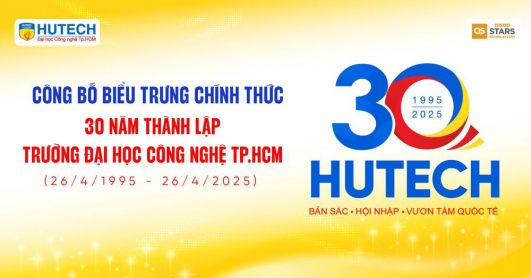 HUTECH
Đại học Công nghệ Tp.HCM
QS
STARS
RATING SYSTEM
CÔNG BỐ BIỂU TRƯNG CHÍNH THỨC
30 NĂM THÀNH LẬP
TRƯỜNG ĐẠI HỌC CÔNG NGHỆ TP.HCM
(26/4/1995 - 26/4/2025)
30
1995
2025
HUTECH
BẢN SẮC • HỘI NHẬP • VƯƠN TẦM QUỐC TẾ